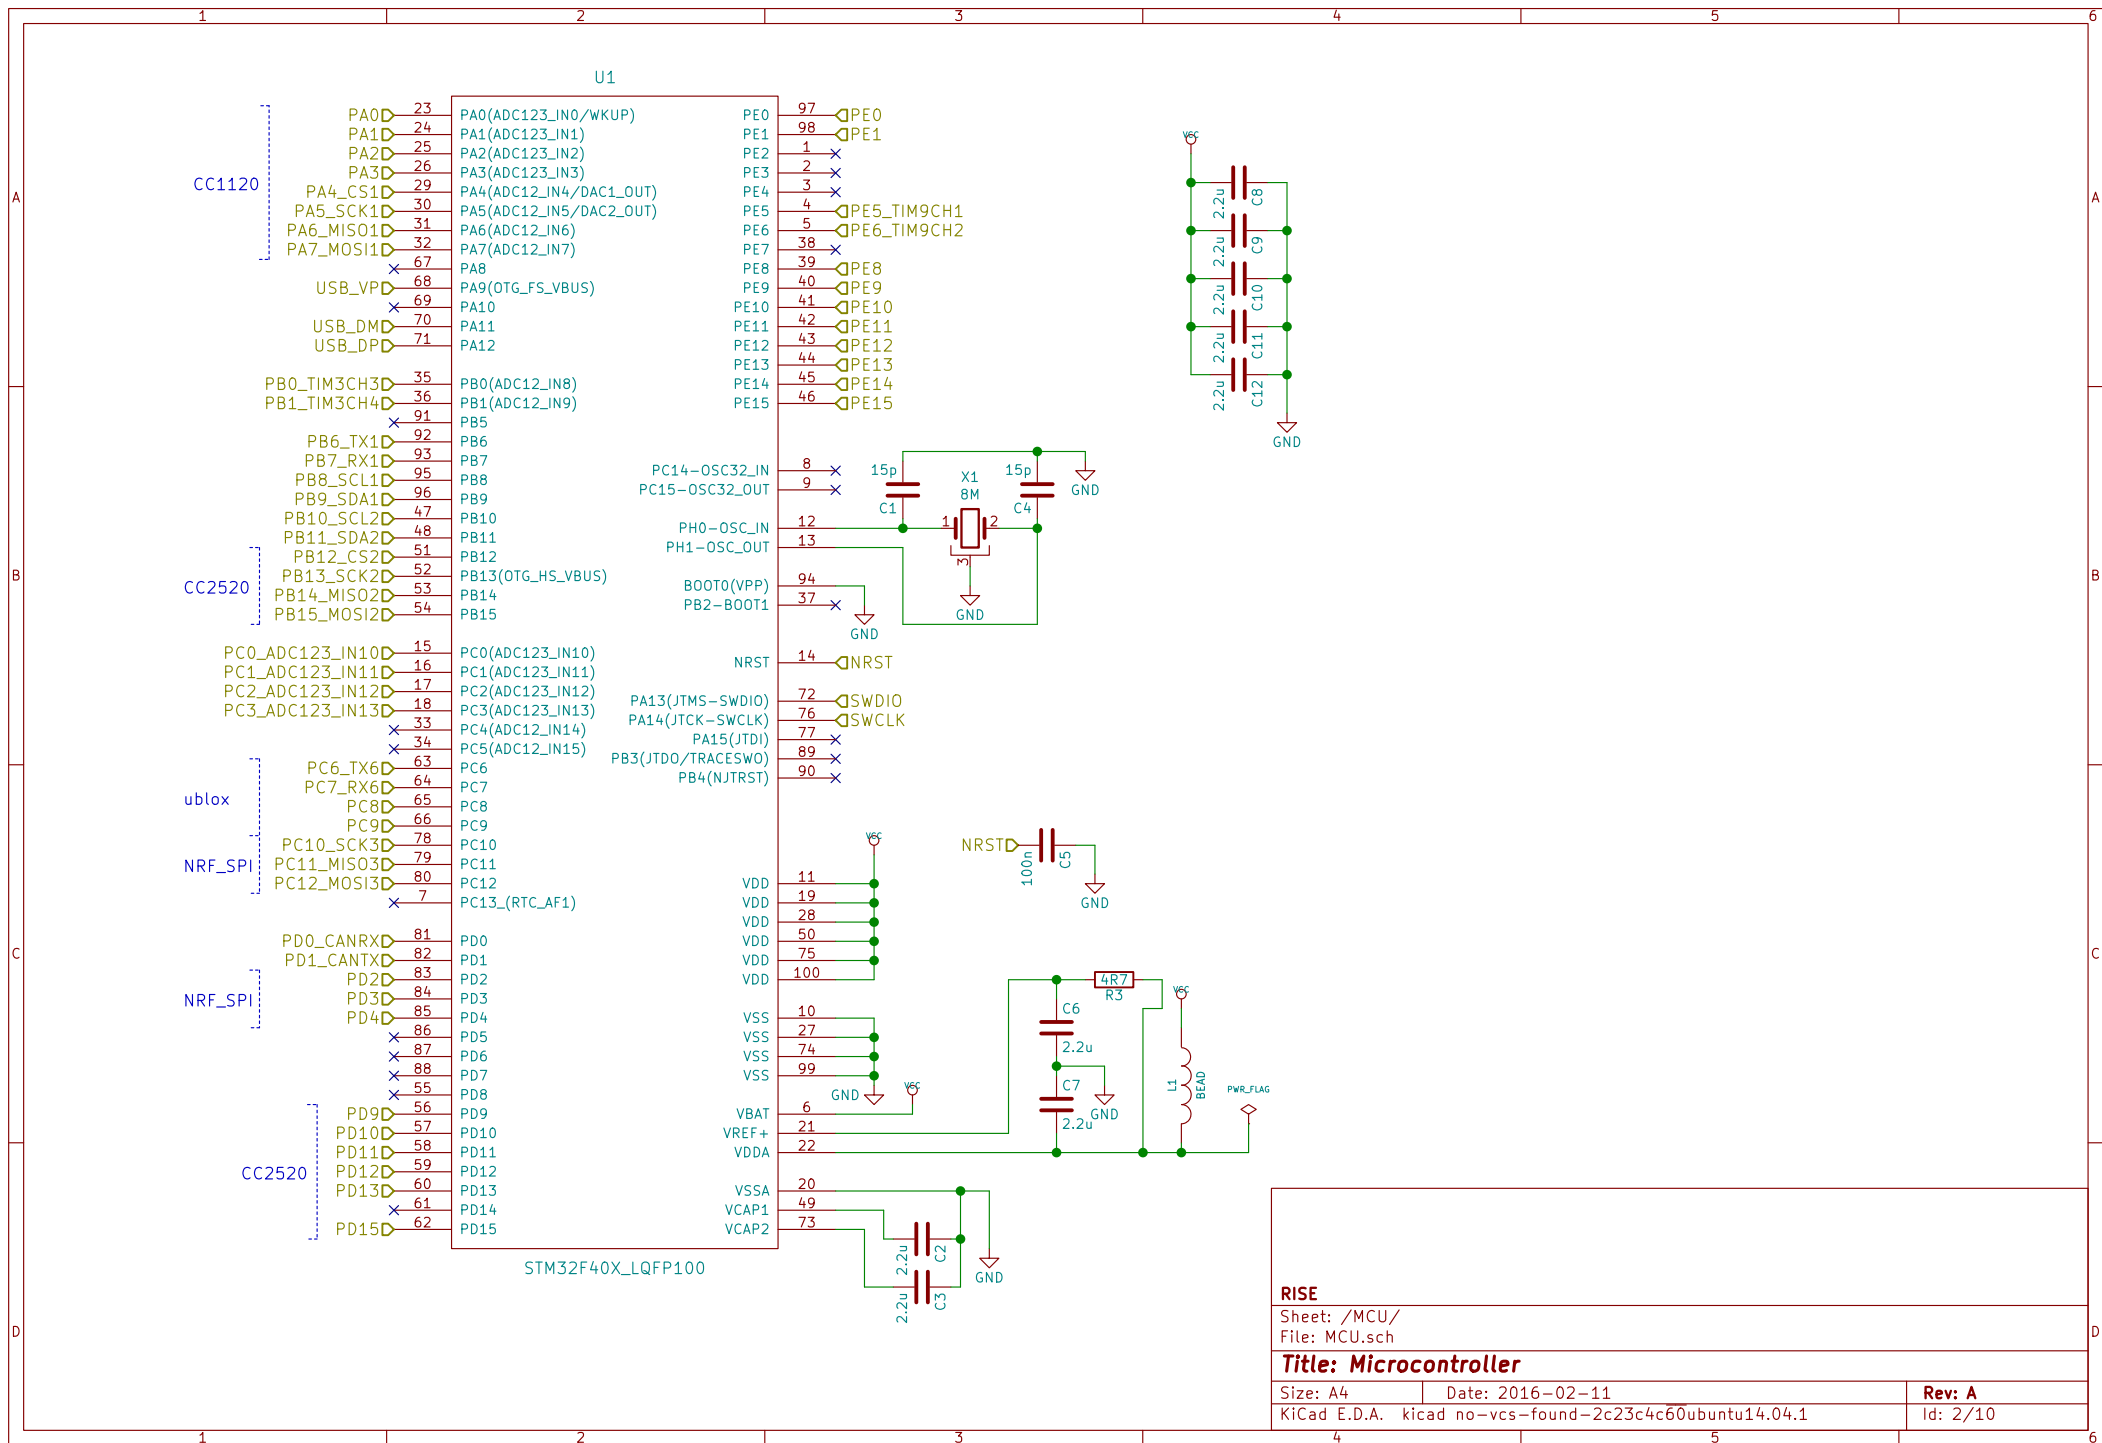 1 2 3 4 5 6
A
B
C
D
A
B
C
D
1 2 3 4 5 6
U1
STM32F40X_LQFP100
CC1120
PA0 23 PA0(ADC123_IN0/WKUP)
PA1 24 PA1(ADC123_IN1)
PA2 25 PA2(ADC123_IN2)
PA3 26 PA3(ADC123_IN3)
PA4_CS1 29 PA4(ADC12_IN4/DAC1_OUT)
PA5_SCK1 30 PA5(ADC12_IN5/DAC2_OUT)
PA6_MISO1 31 PA6(ADC12_IN6)
PA7_MOSI1 32 PA7(ADC12_IN7)
67 PA8
USB_VP 68 PA9(OTG_FS_VBUS)
69 PA10
USB_DM 70 PA11
USB_DP 71 PA12
PB0_TIM3CH3 35 PB0(ADC12_IN8)
PB1_TIM3CH4 36 PB1(ADC12_IN9)
91 PB5
PB6_TX1 92 PB6
PB7_RX1 93 PB7
PB8_SCL1 95 PB8
PB9_SDA1 96 PB9
PB10_SCL2 47 PB10
PB11_SDA2 48 PB11
CC2520
PB12_CS2 51 PB12
PB13_SCK2 52 PB13(OTG_HS_VBUS)
PB14_MISO2 53 PB14
PB15_MOSI2 54 PB15
PC0_ADC123_IN10 15 PC0(ADC123_IN10)
PC1_ADC123_IN11 16 PC1(ADC123_IN11)
PC2_ADC123_IN12 17 PC2(ADC123_IN12)
PC3_ADC123_IN13 18 PC3(ADC123_IN13)
33 PC4(ADC12_IN14)
34 PC5(ADC12_IN15)
ublox
PC6_TX6 63 PC6
PC7_RX6 64 PC7
PC8 65 PC8
PC9 66 PC9
NRF_SPI
PC10_SCK3 78 PC10
PC11_MISO3 79 PC11
PC12_MOSI3 80 PC12
7 PC13_(RTC_AF1)
PD0_CANRX 81 PD0
PD1_CANTX 82 PD1
NRF_SPI
PD2 83 PD2
PD3 84 PD3
PD4 85 PD4
86 PD5
87 PD6
88 PD7
55 PD8
CC2520
PD9 56 PD9
PD10 57 PD10
PD11 58 PD11
PD12 59 PD12
PD13 60 PD13
61 PD14
PD15 62 PD15
PE0 97 PE0
PE1 98 PE1
PE2 1
PE3 2
PE4 3
PE5 4 PE5_TIM9CH1
PE6 5 PE6_TIM9CH2
PE7 38
PE8 39 PE8
PE9 40 PE9
PE10 41 PE10
PE11 42 PE11
PE12 43 PE12
PE13 44 PE13
PE14 45 PE14
PE15 46 PE15
PC14-OSC32_IN 8
PC15-OSC32_OUT 9
PH0-OSC_IN 12
PH1-OSC_OUT 13
BOOT0(VPP) 94
PB2-BOOT1 37
GND
NRST 14 NRST
PA13(JTMS-SWDIO) 72 SWDIO
PA14(JTCK-SWCLK) 76 SWCLK
PA15(JTDI) 77
PB3(JTDO/TRACESWO) 89
PB4(NJTRST) 90
VCC
VDD 11
VDD 19
VDD 28
VDD 50
VDD 75
VDD 100
VSS 10
VSS 27
VSS 74
VSS 99
GND
VCC
VBAT 6
VREF+ 21
VDDA 22
VSSA 20
VCAP1 49
VCAP2 73
2.2u C2
2.2u C3
GND
15p C1
X1
8M
1 2 3
GND
15p C4
GND
VCC
2.2u C8
2.2u C9
2.2u C10
2.2u C11
2.2u C12
GND
NRST 100n C5
GND
4R7
R3
C6
2.2u
C7
2.2u
GND
VCC
L1 BEAD
PWR_FLAG
RISE
Sheet: /MCU/
File: MCU.sch
Title: Microcontroller
Size: A4 Date: 2016-02-11 Rev: A
KiCad E.D.A. kicad no-vcs-found-2c23c4c60ubuntu14.04.1 Id: 2/10